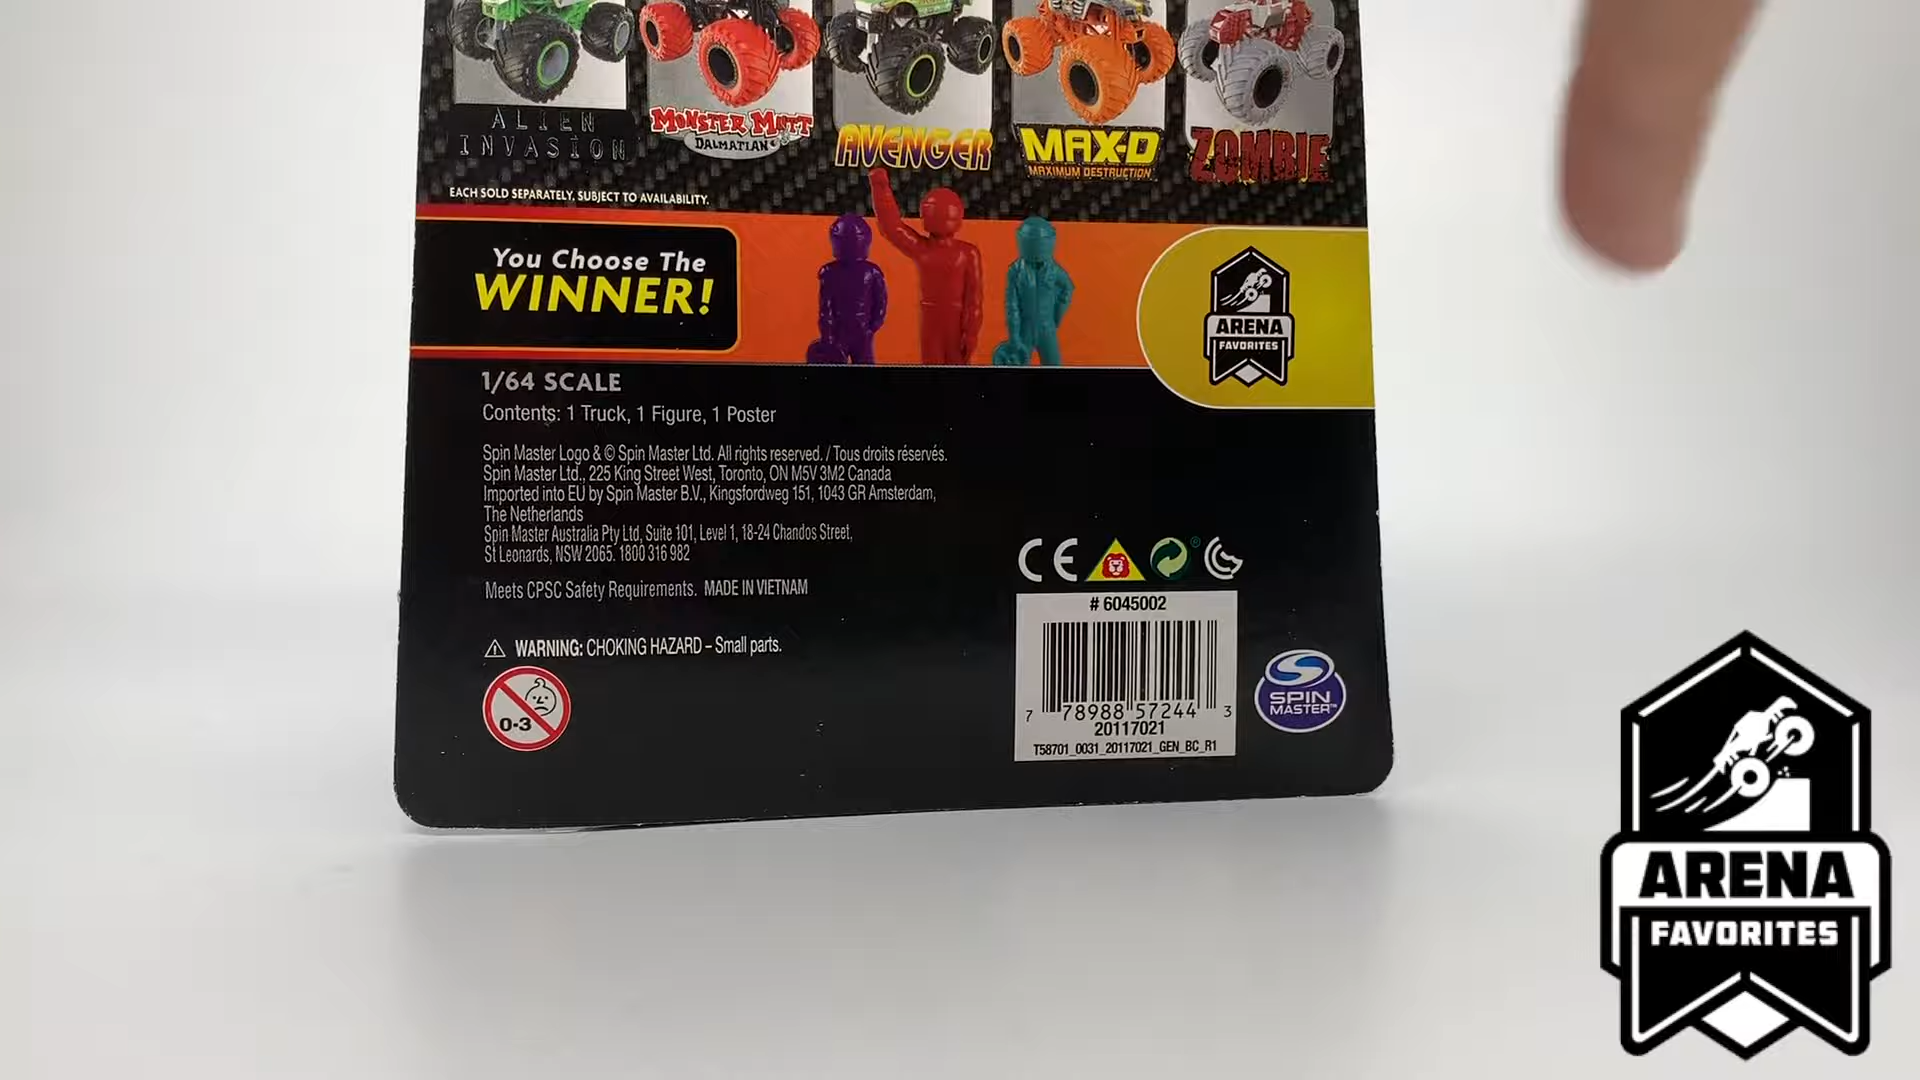 ALIEN
INVASION
MONSTER MUTT
DALMATIAN
AVENGER
MAX-D
MAXIMUM DESTRUCTION
ZOMBIE
EACH SOLD SEPARATELY, SUBJECT TO AVAILABILITY.
You Choose The
WINNER!
ARENA
FAVORITES
1/64 SCALE
Contents: 1 Truck, 1 Figure, 1 Poster
Spin Master Logo & © Spin Master Ltd. All rights reserved. / Tous droits réservés.
Spin Master Ltd., 225 King Street West, Toronto, ON M5V 3M2 Canada
Imported into EU by Spin Master B.V., Kingsfordweg 151, 1043 GR Amsterdam,
The Netherlands
Spin Master Australia Pty Ltd, Suite 101, Level 1, 18-24 Chandos Street,
St Leonards, NSW 2065. 1800 316 982
Meets CPSC Safety Requirements. MADE IN VIETNAM
CE
⚠ WARNING: CHOKING HAZARD – Small parts.
0-3
# 6045002
7 78988 57244 3
20117021
T58701_0031_20117021_GEN_BC_R1
SPIN
MASTER™
ARENA
FAVORITES